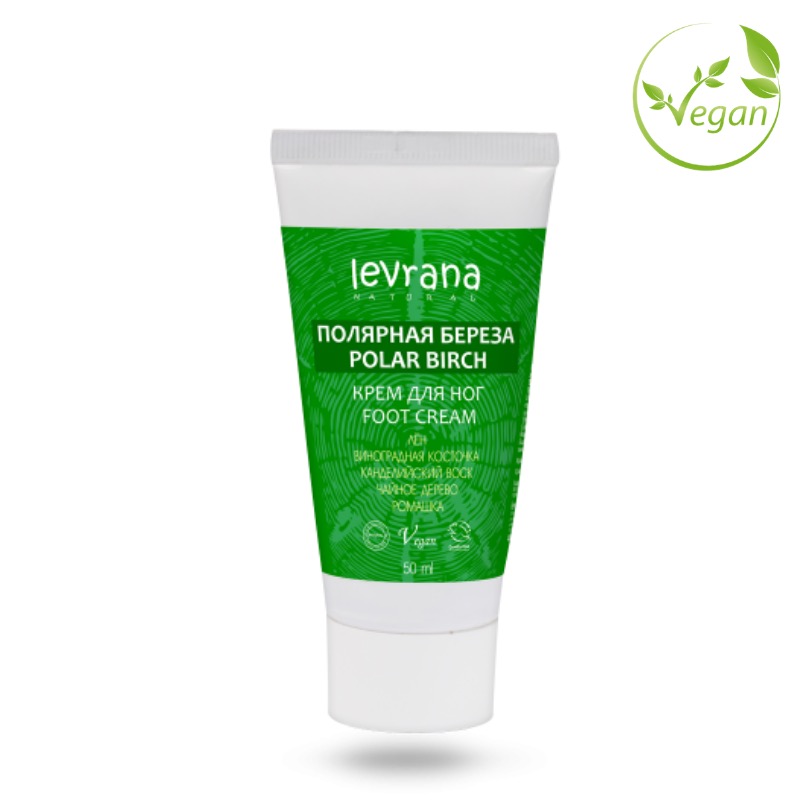 Vegan
levrana
NATURAL
ПОЛЯРНАЯ БЕРЕЗА
POLAR BIRCH
КРЕМ ДЛЯ НОГ
FOOT CREAM
ЛЕН
ВИНОГРАДНАЯ КОСТОЧКА
КАНДЕЛИЙСКИЙ ВОСК
ЧАЙНОЕ ДЕРЕВО
РОМАШКА
Vegan
50 ml